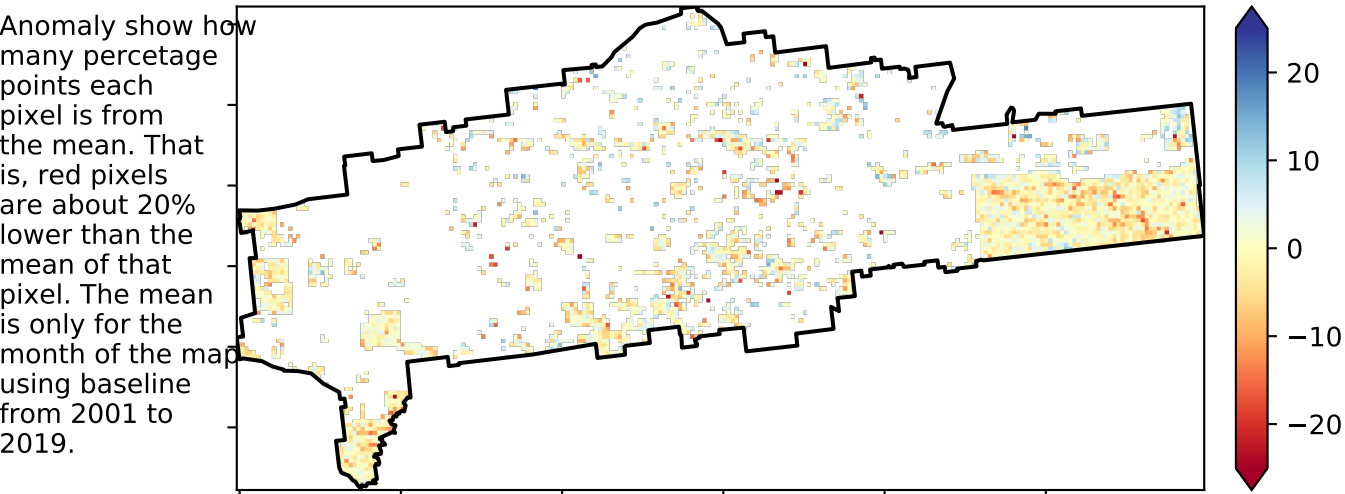 Anomaly show how
many percetage
points each
pixel is from
the mean. That
is, red pixels
are about 20%
lower than the
mean of that
pixel. The mean
is only for the
month of the map
using baseline
from 2001 to
2019.
20
10
0
−10
−20